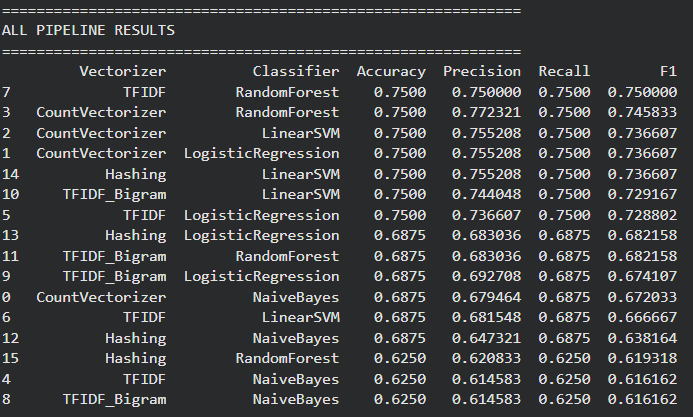 =============================================================
ALL PIPELINE RESULTS
=============================================================
Vectorizer Classifier Accuracy Precision Recall F1
7 TFIDF RandomForest 0.7500 0.750000 0.7500 0.750000
3 CountVectorizer RandomForest 0.7500 0.772321 0.7500 0.745833
2 CountVectorizer LinearSVM 0.7500 0.755208 0.7500 0.736607
1 CountVectorizer LogisticRegression 0.7500 0.755208 0.7500 0.736607
14 Hashing LinearSVM 0.7500 0.755208 0.7500 0.736607
10 TFIDF_Bigram LinearSVM 0.7500 0.744048 0.7500 0.729167
5 TFIDF LogisticRegression 0.7500 0.736607 0.7500 0.728802
13 Hashing LogisticRegression 0.6875 0.683036 0.6875 0.682158
11 TFIDF_Bigram RandomForest 0.6875 0.683036 0.6875 0.682158
9 TFIDF_Bigram LogisticRegression 0.6875 0.692708 0.6875 0.674107
0 CountVectorizer NaiveBayes 0.6875 0.679464 0.6875 0.672033
6 TFIDF LinearSVM 0.6875 0.681548 0.6875 0.666667
12 Hashing NaiveBayes 0.6875 0.647321 0.6875 0.638164
15 Hashing RandomForest 0.6250 0.620833 0.6250 0.619318
4 TFIDF NaiveBayes 0.6250 0.614583 0.6250 0.616162
8 TFIDF_Bigram NaiveBayes 0.6250 0.614583 0.6250 0.616162